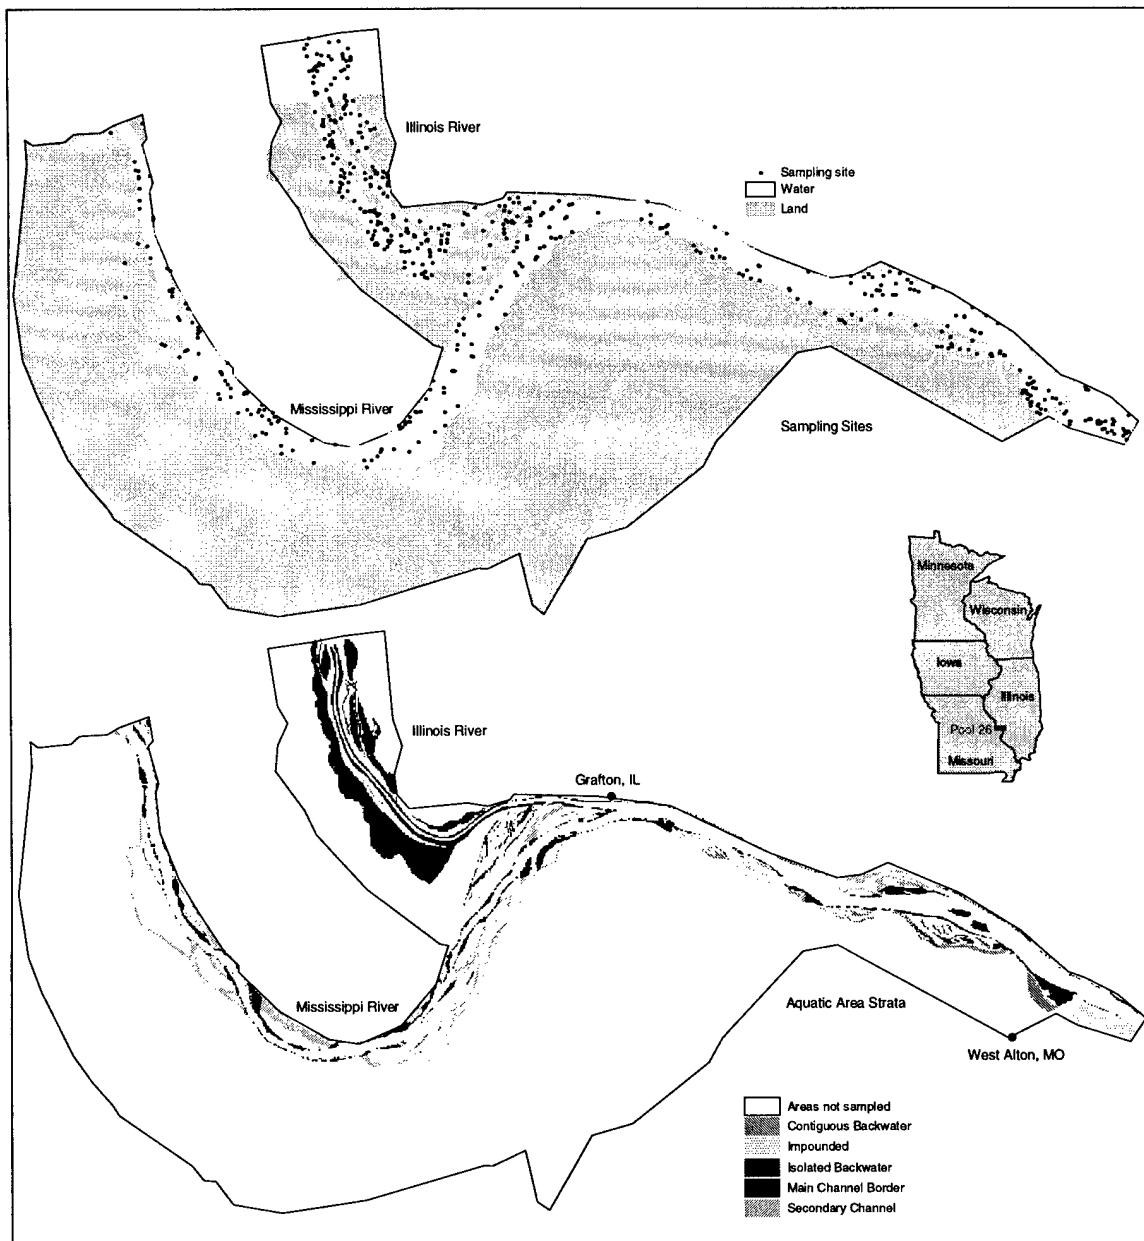 Illinois River
Sampling site
Water
Land
Mississippi River
Sampling Sites
Minnesota
Wisconsin
Iowa
Illinois
Pool 26
Missouri
Illinois River
Grafton, IL
Mississippi River
Aquatic Area Strata
West Alton, MO
Areas not sampled
Contiguous Backwater
Impounded
Isolated Backwater
Main Channel Border
Secondary Channel